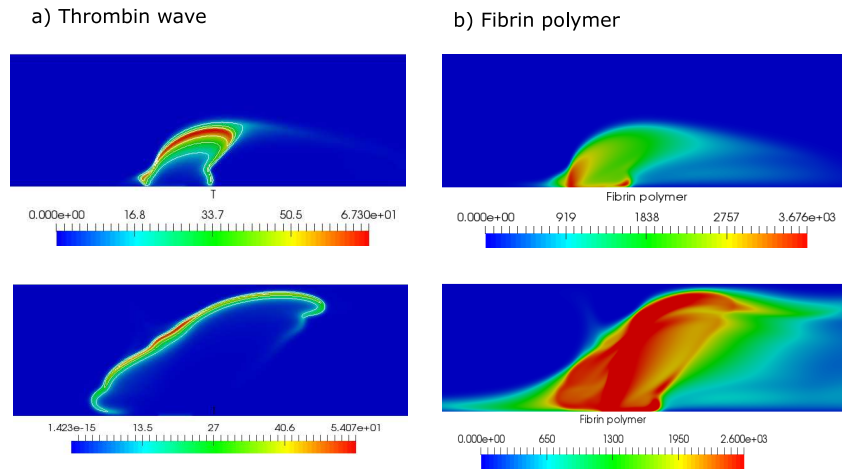 a) Thrombin wave
b) Fibrin polymer
T
0.000e+00 16.8 33.7 50.5 6.730e+01
Fibrin polymer
0.000e+00 919 1838 2757 3.676e+03
1.423e-15 13.5 27 40.6 5.407e+01
Fibrin polymer
0.000e+00 650 1300 1950 2.600e+03